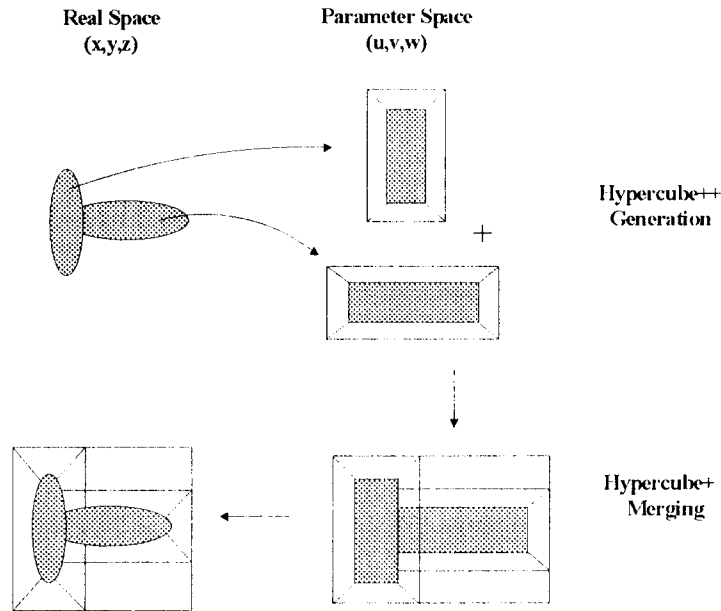 Real Space
(x,y,z)
Parameter Space
(u,v,w)
Hypercube++
Generation
+
Hypercube+
Merging